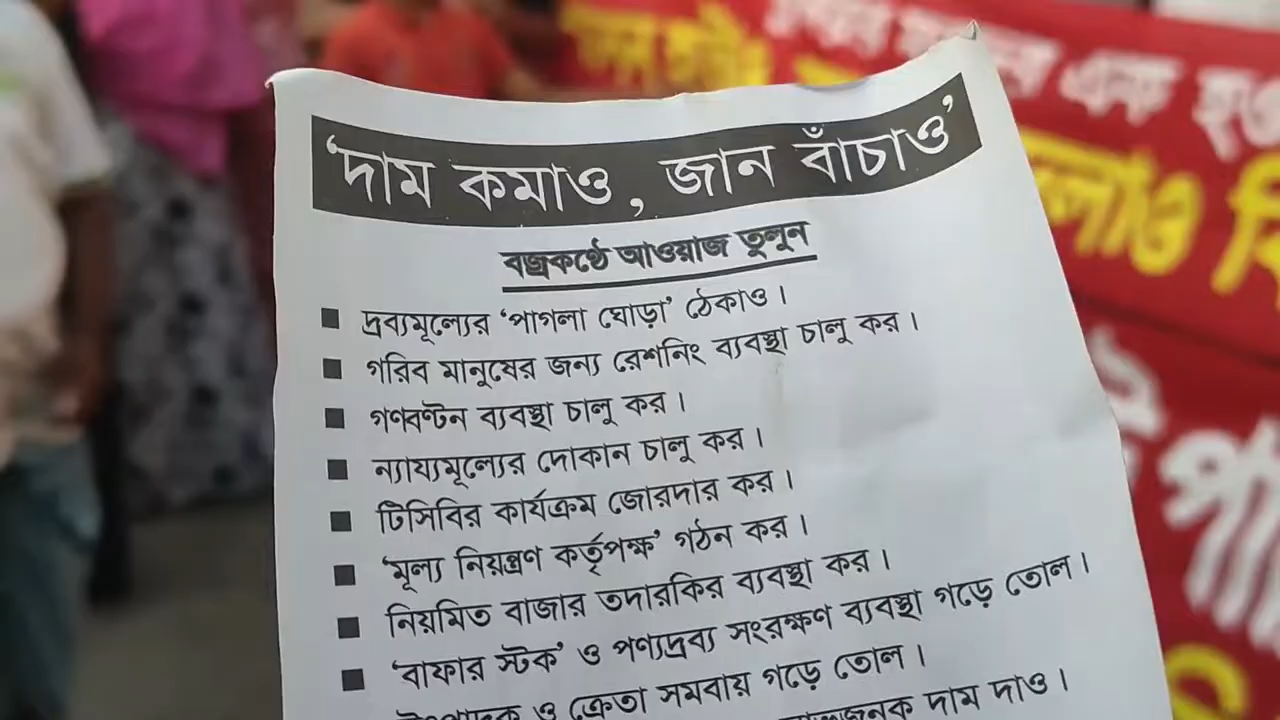 ‘দাম কমাও, জান বাঁচাও’
বজ্রকণ্ঠে আওয়াজ তুলুন
■ দ্রব্যমূল্যের ‘পাগলা ঘোড়া’ ঠেকাও।
■ গরিব মানুষের জন্য রেশনিং ব্যবস্থা চালু কর।
■ গণবণ্টন ব্যবস্থা চালু কর।
■ ন্যায্যমূল্যের দোকান চালু কর।
■ টিসিবির কার্যক্রম জোরদার কর।
■ ‘মূল্য নিয়ন্ত্রণ কর্তৃপক্ষ’ গঠন কর।
■ নিয়মিত বাজার তদারকির ব্যবস্থা কর।
■ ‘বাফার স্টক’ ও পণ্যদ্রব্য সংরক্ষণ ব্যবস্থা গড়ে তোল।
ও ক্রেতা সমবায় গড়ে তোল।
দাম দাও।
এক